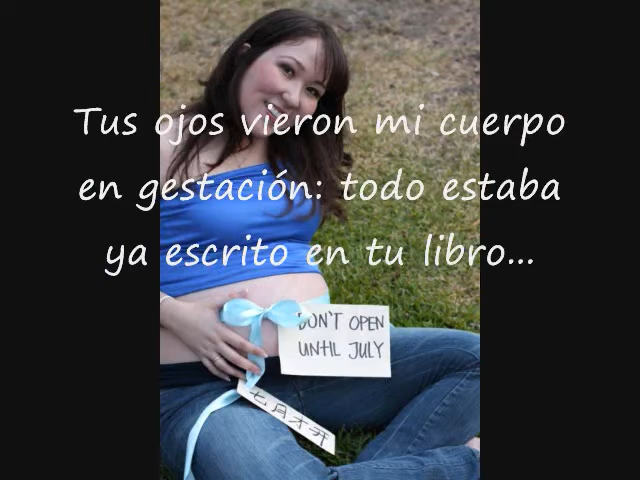 Tus ojos vieron mi cuerpo
en gestación: todo estaba
ya escrito en tu libro...
DON'T OPEN
UNTIL JULY
七月才开